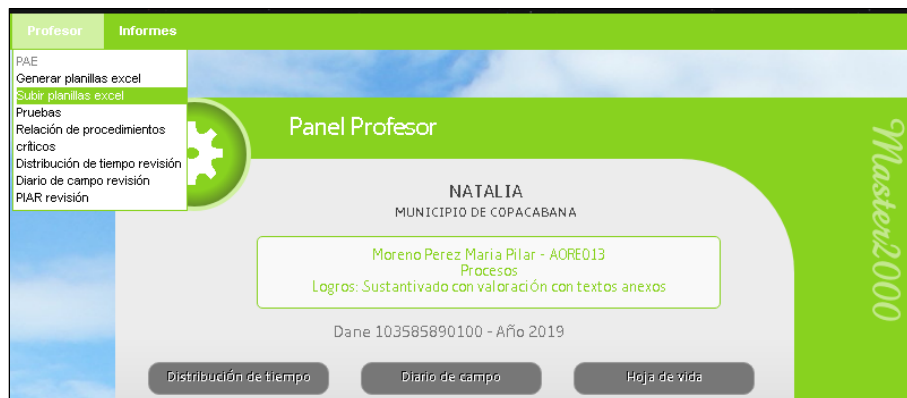 Profesor Informes
PAE
Generar planillas excel
Subir planillas excel
Pruebas
Relación de procedimientos
críticos
Distribución de tiempo revisión
Diario de campo revisión
PIAR revisión
Panel Profesor
NATALIA
MUNICIPIO DE COPACABANA
Moreno Perez Maria Pilar - AORE013
Procesos
Logros: Sustantivado con valoración con textos anexos
Dane 103585890100 - Año 2019
Distribución de tiempo Diario de campo Hoja de vida
Master2000